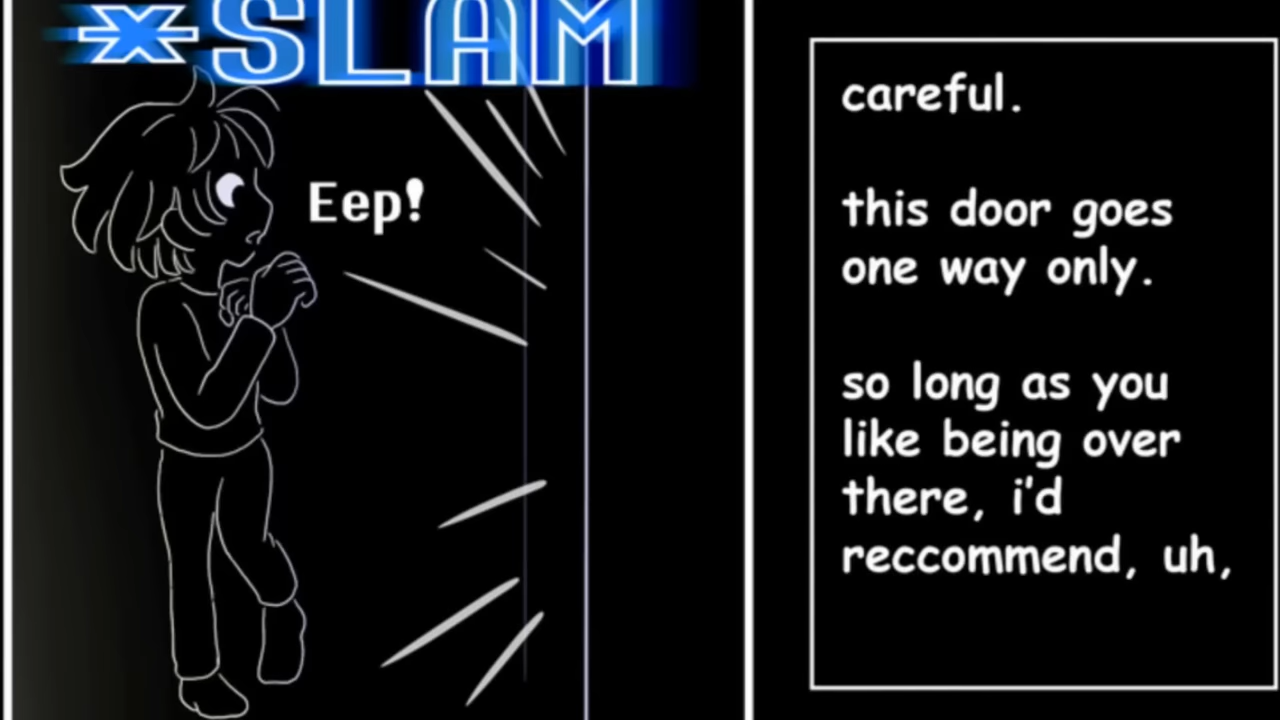 *SLAM
Eep!
careful.
this door goes
one way only.
so long as you
like being over
there, i'd
reccommend, uh,